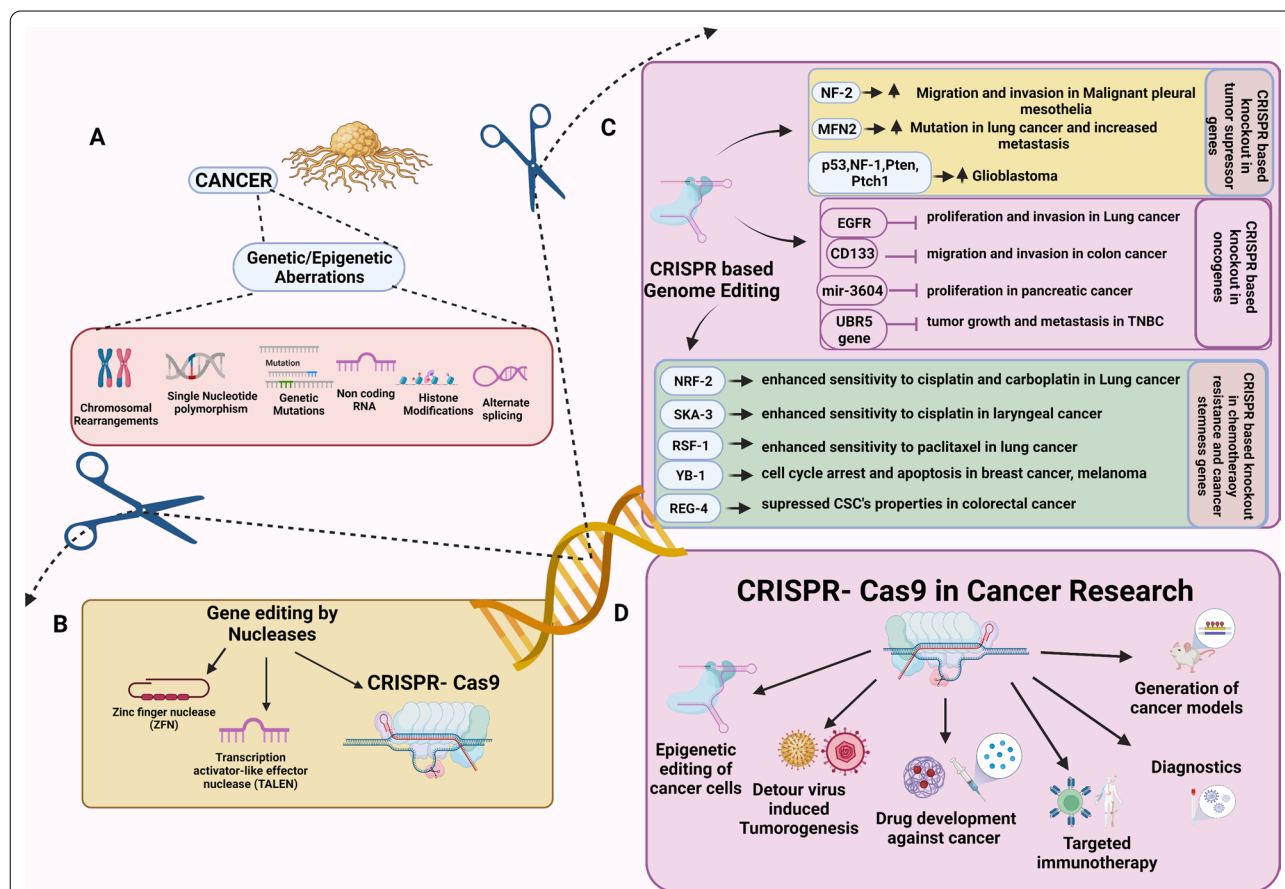 A
CANCER
Genetic/Epigenetic
Aberrations
Chromosomal
Rearrangements
Single Nucleotide
polymorphism
Mutation
Genetic
Mutations
Non coding
RNA
Histone
Modifications
Alternate
splicing
B
Gene editing by
Nucleases
Zinc finger nuclease
(ZFN)
Transcription
activator-like effector
nuclease (TALEN)
CRISPR- Cas9
C
CRISPR based
Genome Editing
NF-2
Migration and invasion in Malignant pleural
mesothelia
MFN2
Mutation in lung cancer and increased
metastasis
p53,NF-1,Pten,
Ptch1
Glioblastoma
CRISPR based
knockout in
tumor supressor
genes
EGFR
proliferation and invasion in Lung cancer
CD133
migration and invasion in colon cancer
mir-3604
proliferation in pancreatic cancer
UBR5
gene
tumor growth and metastasis in TNBC
CRISPR based
knockout in
oncogenes
NRF-2
enhanced sensitivity to cisplatin and carboplatin in Lung cancer
SKA-3
enhanced sensitivity to cisplatin in laryngeal cancer
RSF-1
enhanced sensitivity to paclitaxel in lung cancer
YB-1
cell cycle arrest and apoptosis in breast cancer, melanoma
REG-4
supressed CSC's properties in colorectal cancer
CRISPR based knockout
in chemotheraoy
resistance and caancer
stemness genes
D
CRISPR- Cas9 in Cancer Research
Epigenetic
editing of
cancer cells
Detour virus
induced
Tumorogenesis
Drug development
against cancer
Targeted
immunotherapy
Diagnostics
Generation of
cancer models